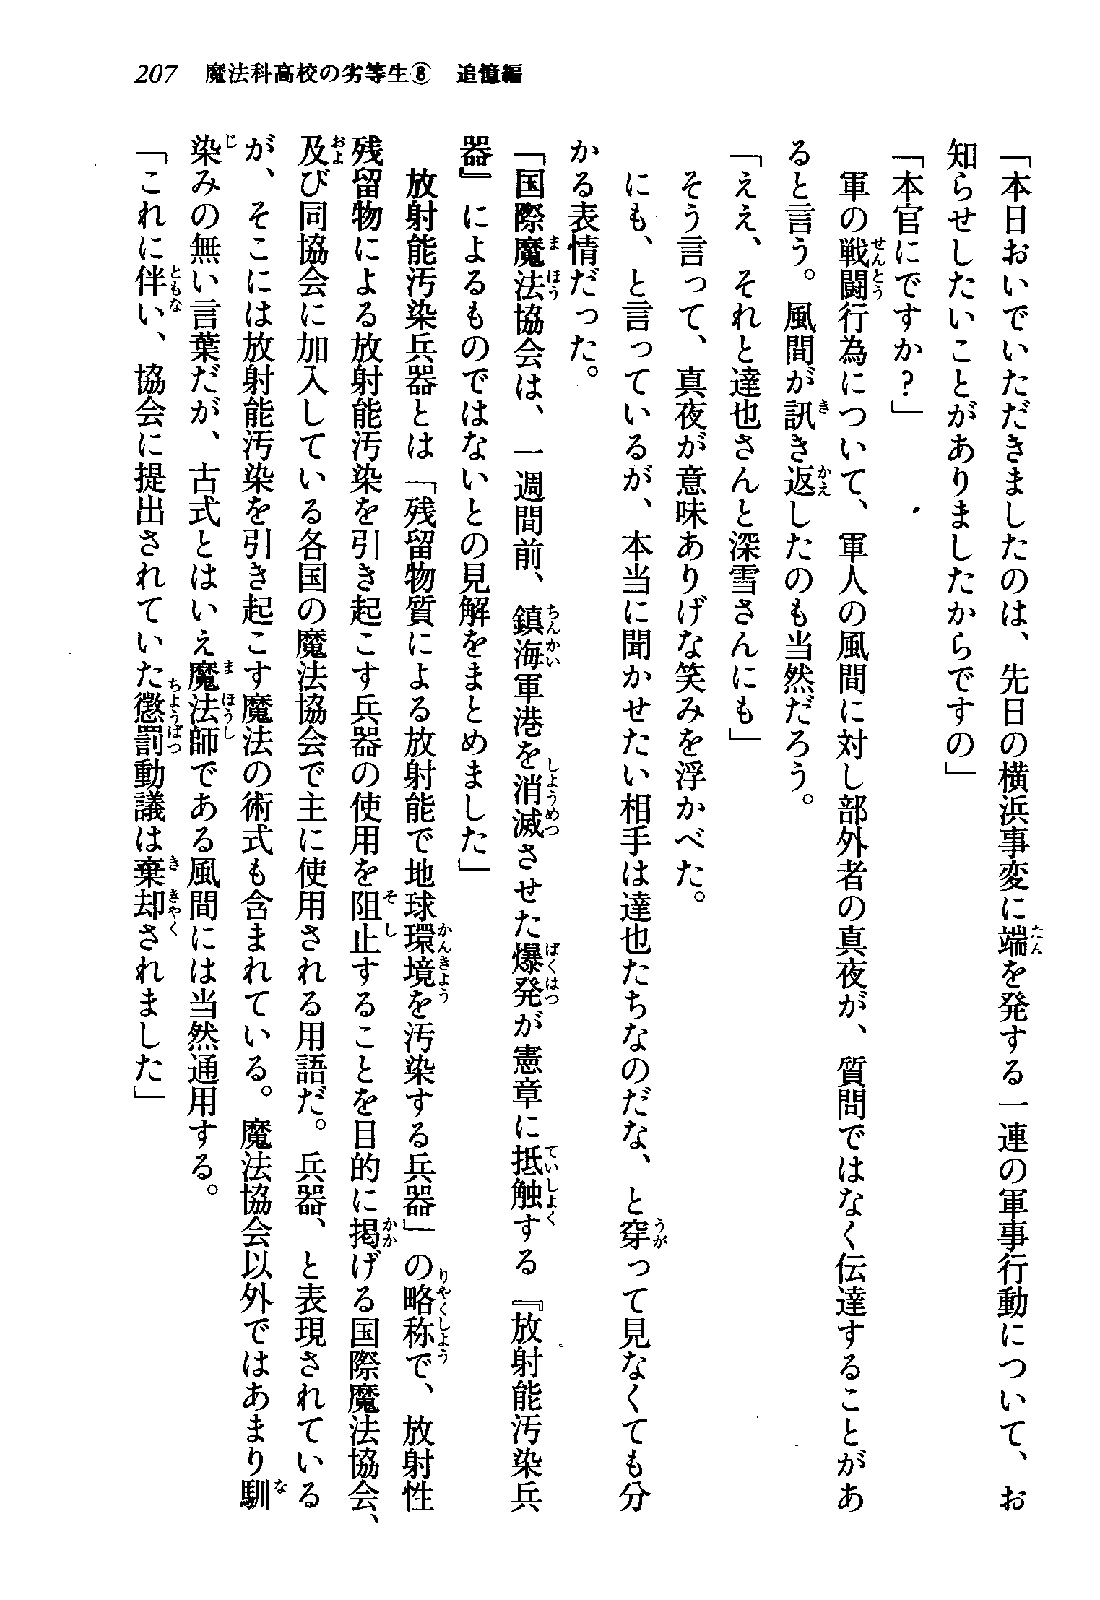 207 魔法科高校の劣等生⑧ 追憶編
「本日おいでいただきましたのは、先日の横浜事変に端を発する一連の軍事行動について、お
知らせしたいことがありましたからですの」
「本官にですか？」
軍の戦闘行為について、軍人の風間に対し部外者の真夜が、質問ではなく伝達することがあ
ると言う。風間が訊き返したのも当然だろう。
「ええ、それと達也さんと深雪さんにも」
そう言って、真夜が意味ありげな笑みを浮かべた。
にも、と言っているが、本当に聞かせたい相手は達也たちなのだな、と穿って見なくても分
かる表情だった。
「国際魔法協会は、一週間前、鎮海軍港を消滅させた爆発が憲章に抵触する『放射能汚染兵
器』によるものではないとの見解をまとめました」
放射能汚染兵器とは「残留物質による放射能で地球環境を汚染する兵器」の略称で、放射性
残留物による放射能汚染を引き起こす兵器の使用を阻止することを目的に掲げる国際魔法協会、
及び同協会に加入している各国の魔法協会で主に使用される用語だ。兵器、と表現されている
が、そこには放射能汚染を引き起こす魔法の術式も含まれている。魔法協会以外ではあまり馴
染みの無い言葉だが、古式とはいえ魔法師である風間には当然通用する。
「これに伴い、協会に提出されていた懲罰動議は棄却されました」